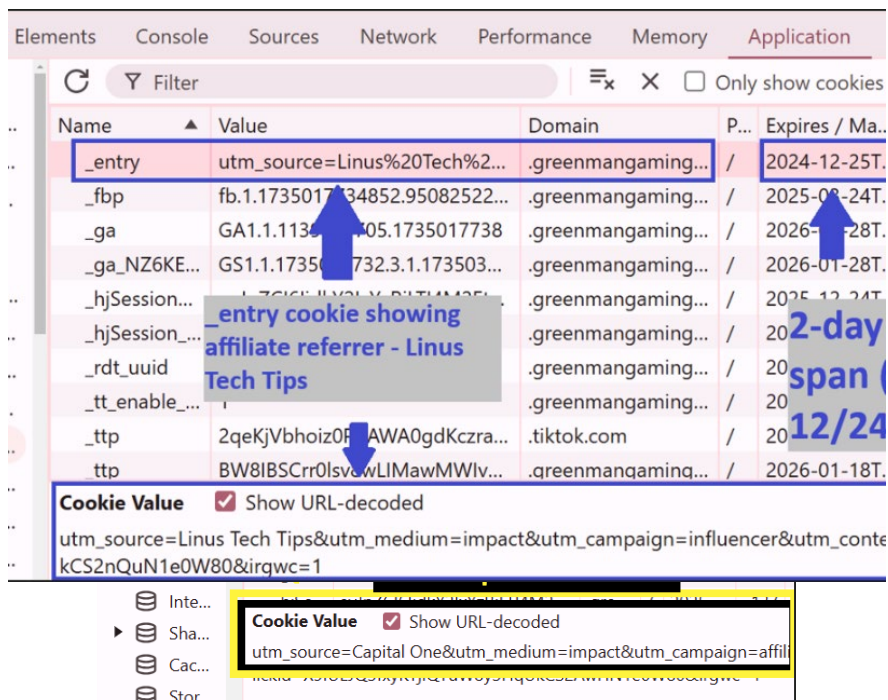 Elements Console Sources Network Performance Memory Application
Filter Only show cookies
Name Value Domain P... Expires / Ma...
_entry utm_source=Linus%20Tech%2... .greenmangaming... / 2024-12-25T...
_fbp .greenmangaming... /
_ga .greenmangaming... /
_ga_NZ6KE... .greenmangaming... / 2026-01-28T...
_hjSession... .greenmangaming... /
_hjSession_... .greenmangaming... /
_rdt_uuid .greenmangaming... /
_tt_enable_... .greenmangaming... /
_ttp .tiktok.com /
_ttp .greenmangaming... / 2026-01-18T...
_entry cookie showing
affiliate referrer - Linus
Tech Tips
2-day
span (
12/24
Cookie Value Show URL-decoded
utm_source=Linus Tech Tips&utm_medium=impact&utm_campaign=influencer&utm_conte
kCS2nQuN1e0W80&irgwc=1
Inte...
Sha...
Cac...
Stor
Cookie Value Show URL-decoded
utm_source=Capital One&utm_medium=impact&utm_campaign=affili